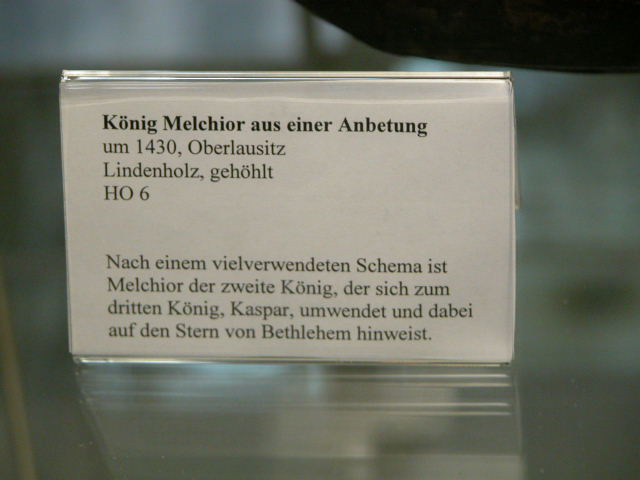 König Melchior aus einer Anbetung
um 1430, Oberlausitz
Lindenholz, gehöhlt
HO 6
Nach einem vielverwendeten Schema ist
Melchior der zweite König, der sich zum
dritten König, Kaspar, umwendet und dabei
auf den Stern von Bethlehem hinweist.